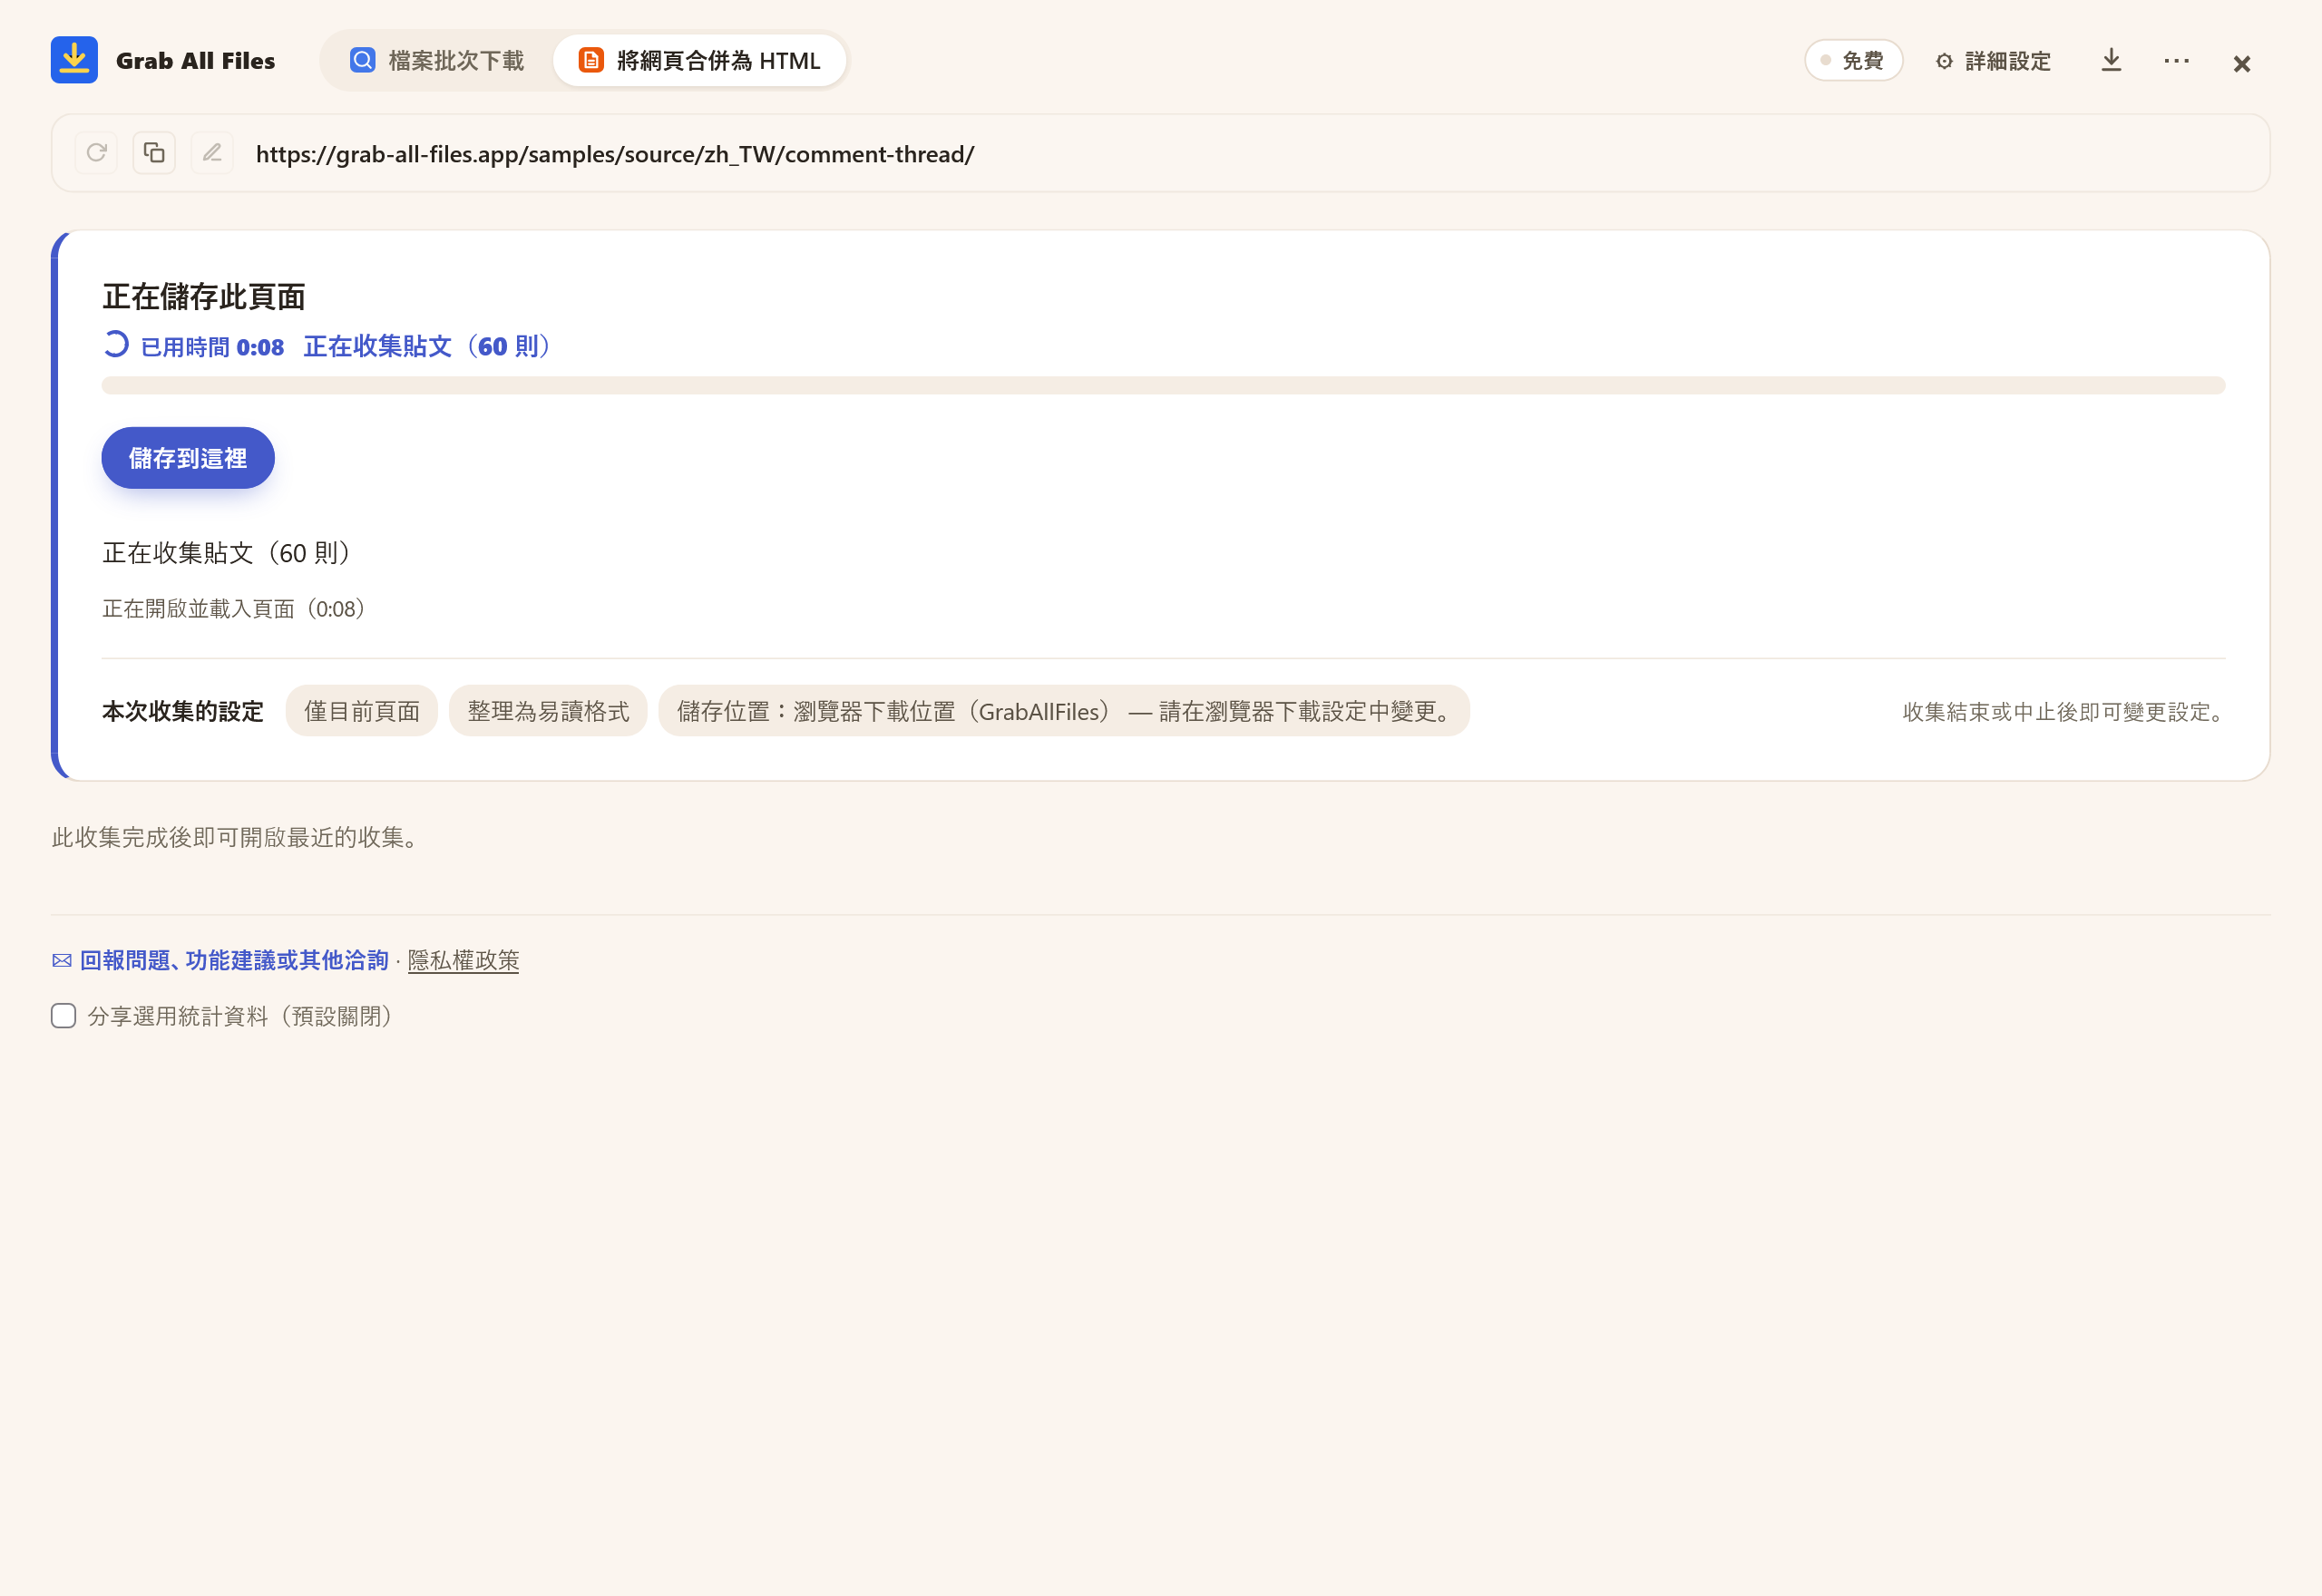 Grab All Files
檔案批次下載
將網頁合併為 HTML
免費
詳細設定
https://grab-all-files.app/samples/source/zh_TW/comment-thread/
正在儲存此頁面
已用時間 0:08 正在收集貼文（60 則）
儲存到這裡
正在收集貼文（60 則）
正在開啟並載入頁面（0:08）
本次收集的設定 僅目前頁面 整理為易讀格式 儲存位置：瀏覽器下載位置（GrabAllFiles） — 請在瀏覽器下載設定中變更。 收集結束或中止後即可變更設定。
此收集完成後即可開啟最近的收集。
回報問題、功能建議或其他洽詢 · 隱私權政策
分享選用統計資料（預設關閉）